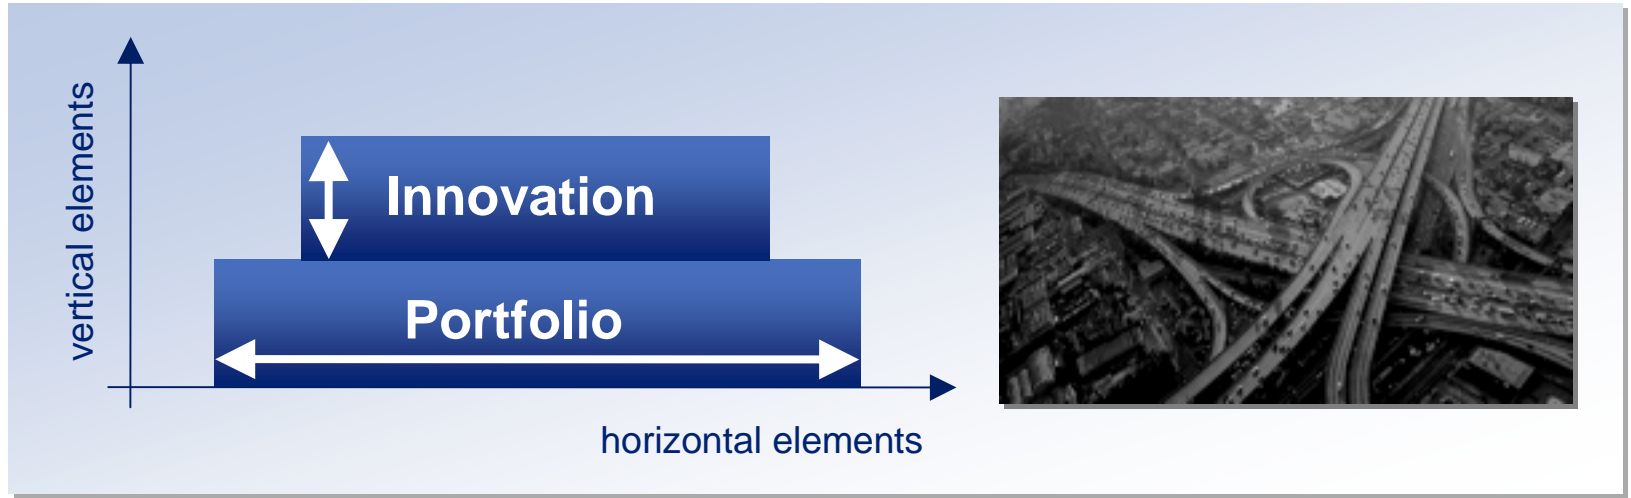 vertical elements
Innovation
Portfolio
horizontal elements